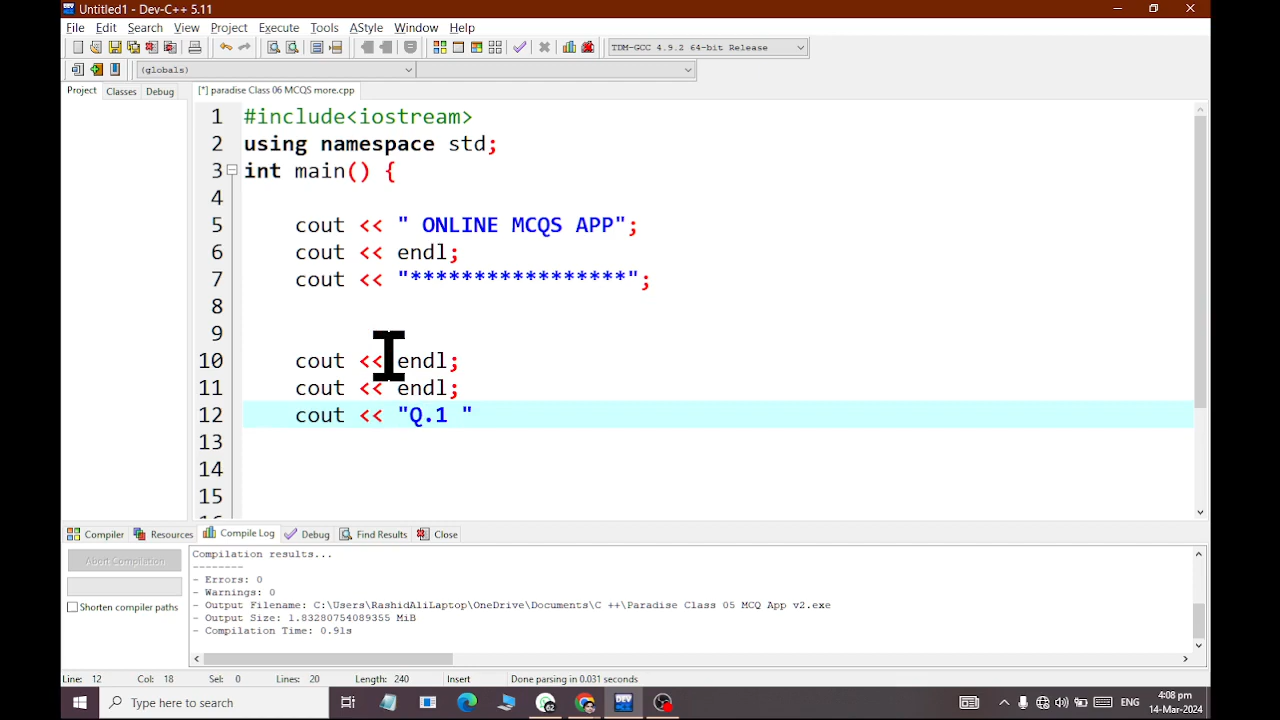 Untitled1 - Dev-C++ 5.11
File Edit Search View Project Execute Tools AStyle Window Help
TDM-GCC 4.9.2 64-bit Release
(globals)
Project Classes Debug [*] paradise Class 06 MCQS more.cpp
1 #include<iostream>
2 using namespace std;
3 int main() {
4
5 cout << " ONLINE MCQS APP";
6 cout << endl;
7 cout << "*****************";
8
9
10 cout << endl;
11 cout << endl;
12 cout << "Q.1 "
13
14
15
Compiler Resources Compile Log Debug Find Results Close
Abort Compilation
Shorten compiler paths
Compilation results...
--------
- Errors: 0
- Warnings: 0
- Output Filename: C:\Users\RashidAliLaptop\OneDrive\Documents\C ++\Paradise Class 05 MCQ App v2.exe
- Output Size: 1.83280754089355 MiB
- Compilation Time: 0.91s
Line: 12 Col: 18 Sel: 0 Lines: 20 Length: 240 Insert Done parsing in 0.031 seconds
Type here to search
ENG
4:08 pm
14-Mar-2024